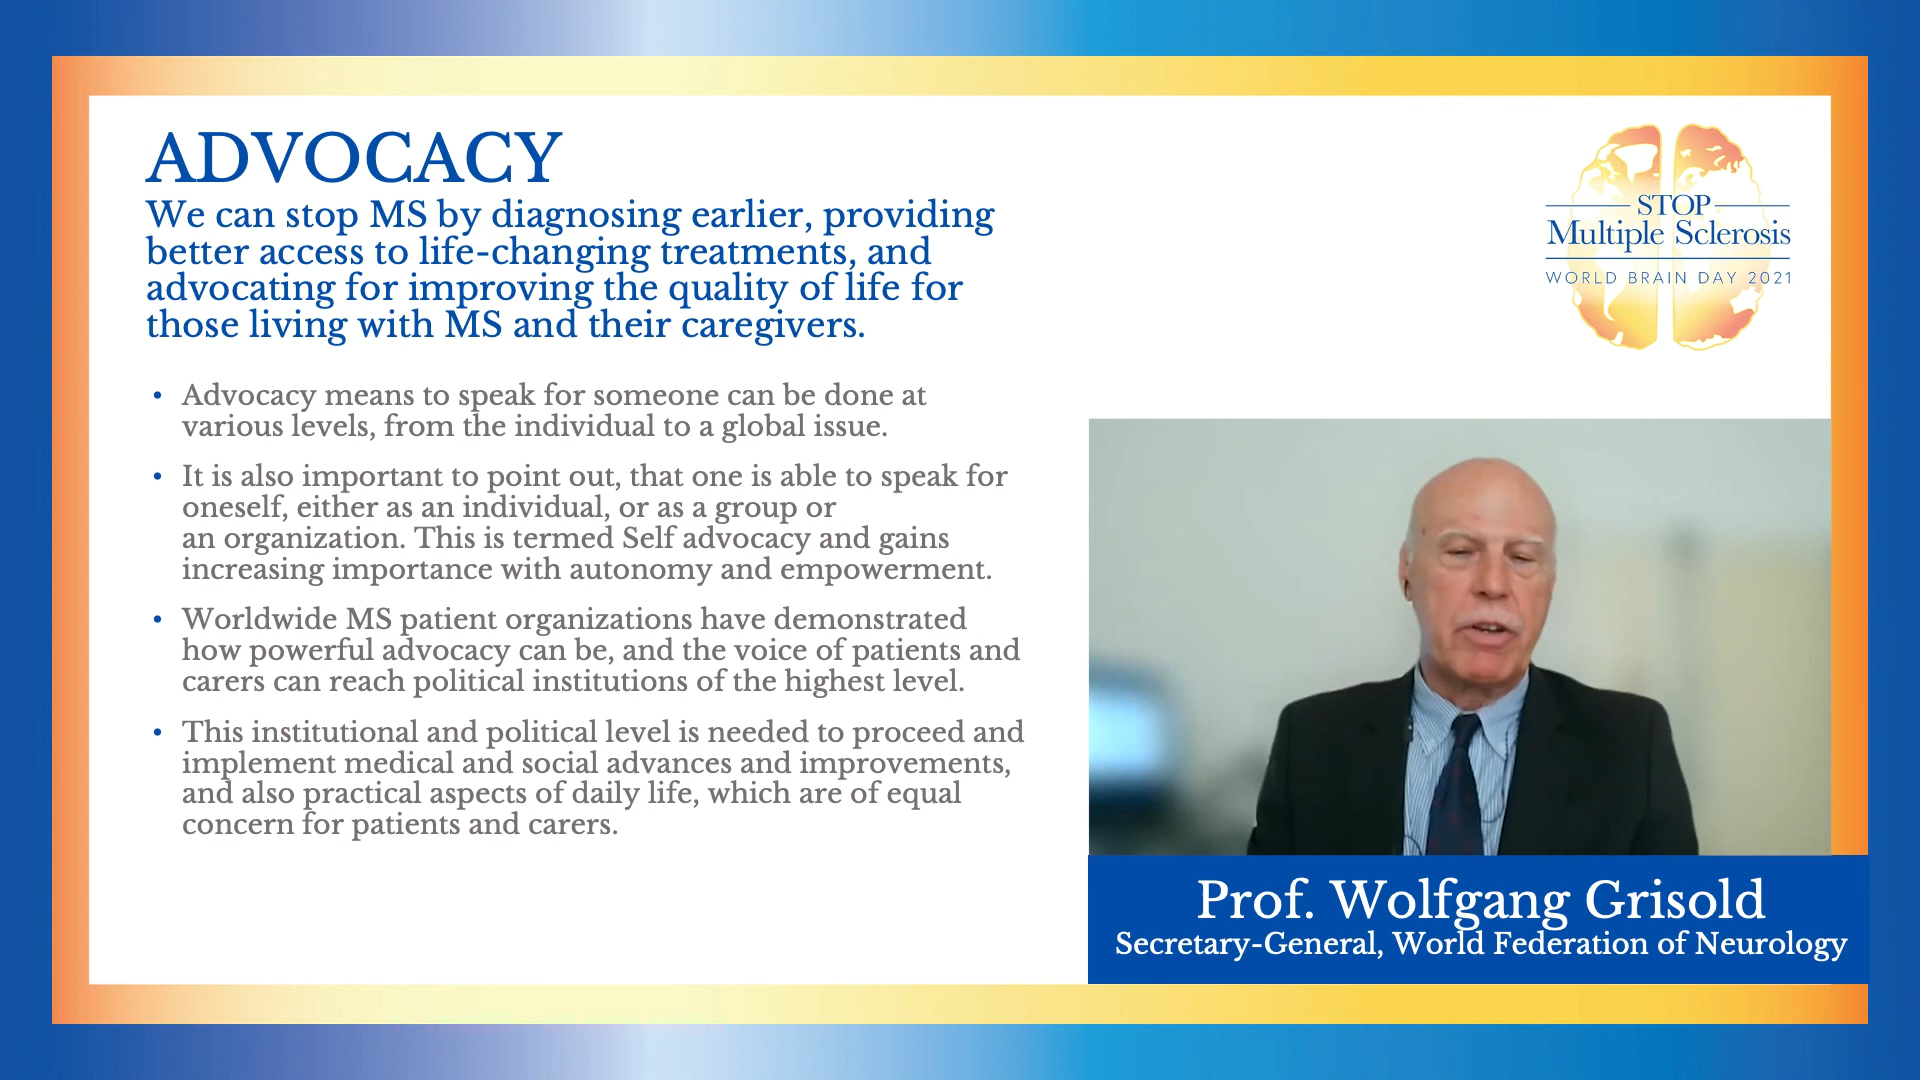 ADVOCACY
We can stop MS by diagnosing earlier, providing
better access to life-changing treatments, and
advocating for improving the quality of life for
those living with MS and their caregivers.
• Advocacy means to speak for someone can be done at
various levels, from the individual to a global issue.
• It is also important to point out, that one is able to speak for
oneself, either as an individual, or as a group or
an organization. This is termed Self advocacy and gains
increasing importance with autonomy and empowerment.
• Worldwide MS patient organizations have demonstrated
how powerful advocacy can be, and the voice of patients and
carers can reach political institutions of the highest level.
• This institutional and political level is needed to proceed and
implement medical and social advances and improvements,
and also practical aspects of daily life, which are of equal
concern for patients and carers.
STOP
Multiple Sclerosis
WORLD BRAIN DAY 2021
Prof. Wolfgang Grisold
Secretary-General, World Federation of Neurology